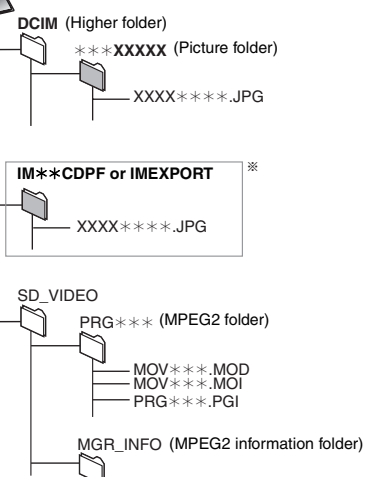 DCIM (Higher folder)
***XXXXX (Picture folder)
XXXX****.JPG
IM**CDPF or IMEXPORT ※
XXXX****.JPG
SD_VIDEO
PRG*** (MPEG2 folder)
MOV***.MOD
MOV***.MOI
PRG***.PGI
MGR_INFO (MPEG2 information folder)